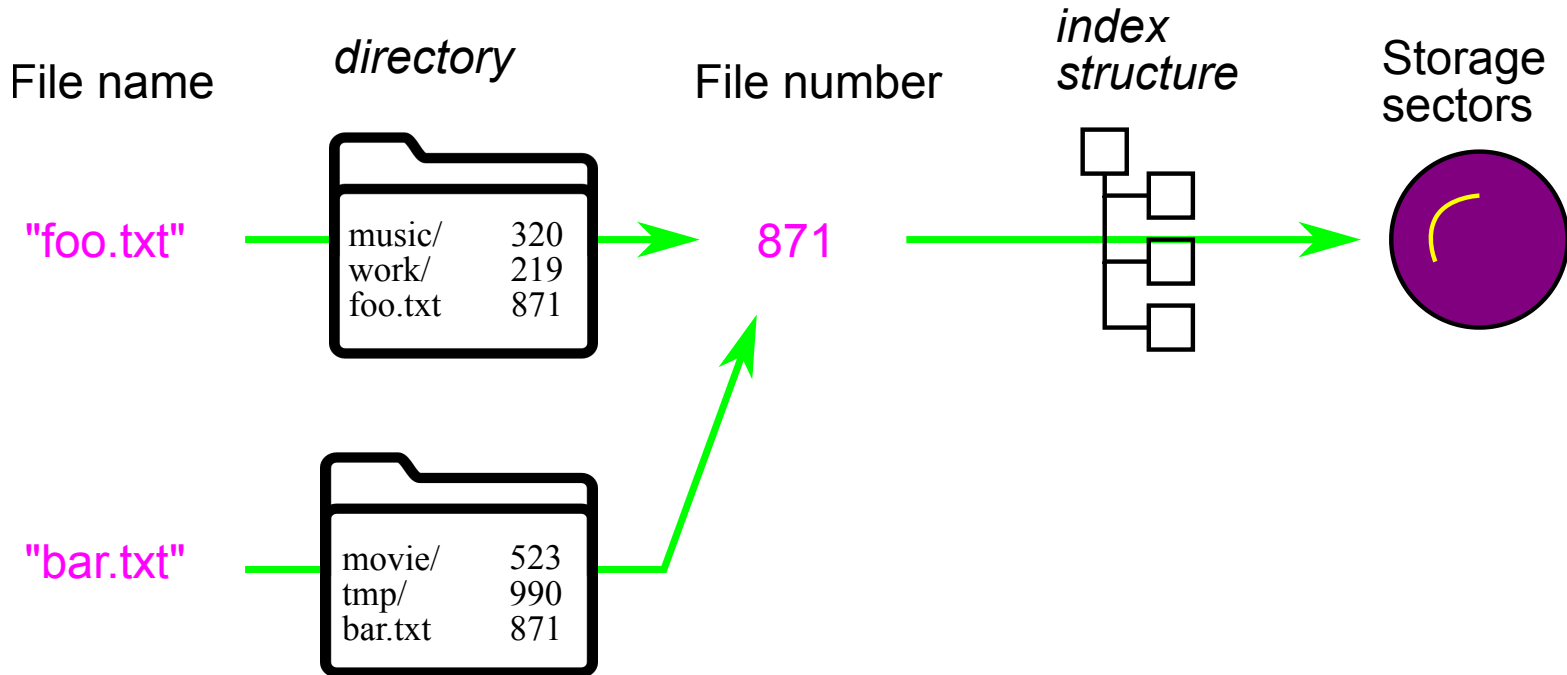 File name
directory
File number
index
structure
Storage
sectors
"foo.txt"
music/ 320
work/ 219
foo.txt 871
871
"bar.txt"
movie/ 523
tmp/ 990
bar.txt 871